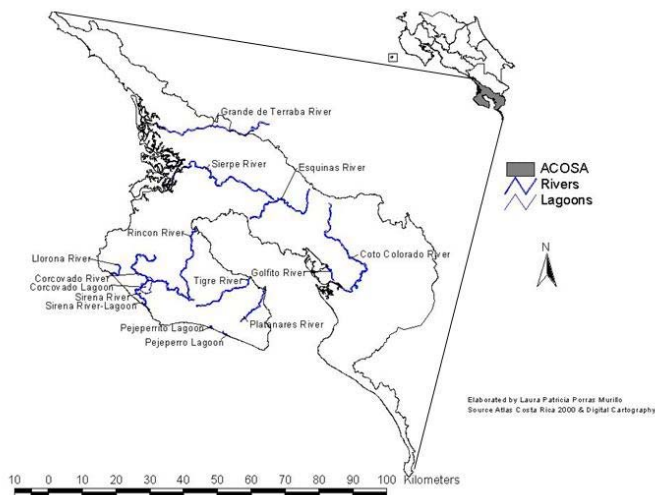 Grande de Terraba River
Sierpe River
Esquinas River
ACOSA
Rivers
Lagoons
N
Rincon River
Llorona River
Corcovado River
Corcovado Lagoon
Sirena River
Sirena River-Lagoon
Tigre River
Golfito River
Coto Colorado River
Pejeperrito Lagoon
Pejeperro Lagoon
Platanares River
Elaborated by Laura Patricia Porras Murillo
Source Atlas Costa Rica 2000 & Digital Cartography
10 0 10 20 30 40 50 60 70 80 90 100 Kilometers